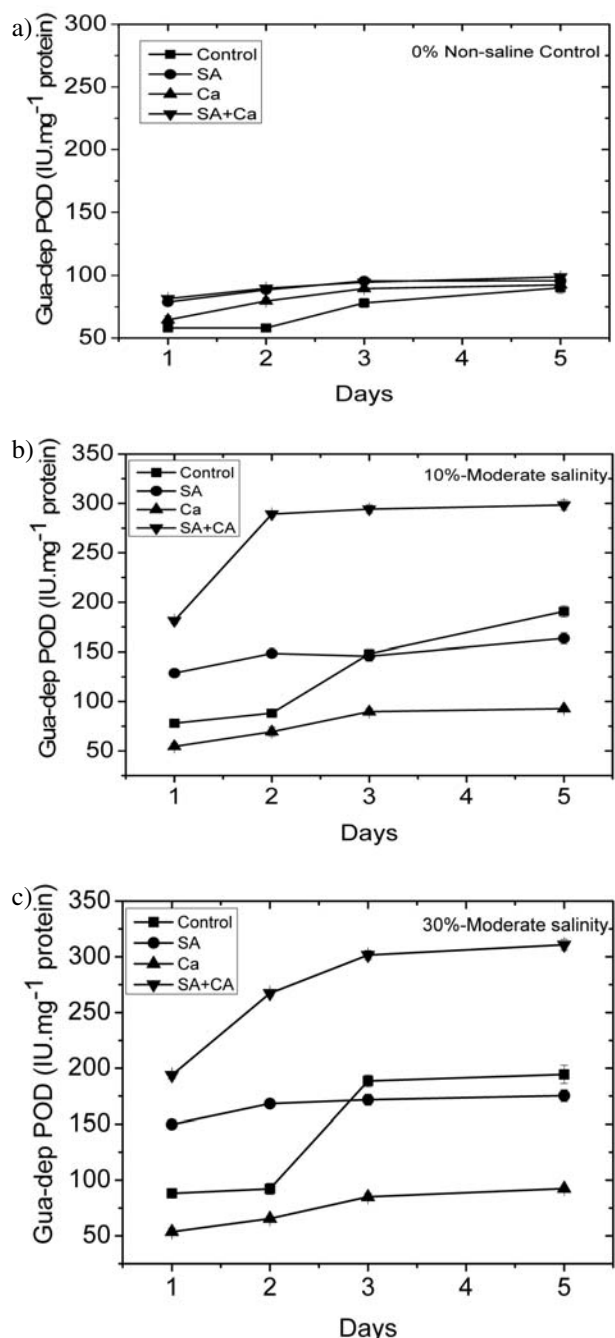 a)
Gua-dep POD (IU.mg⁻¹ protein)
300
250
200
150
100
50
Control
SA
Ca
SA+Ca
0% Non-saline Control
1 2 3 4 5
Days
b)
Gua-dep POD (IU.mg⁻¹ protein)
350
300
250
200
150
100
50
Control
SA
Ca
SA+CA
10%-Moderate salinity
1 2 3 4 5
Days
c)
Gua-dep POD (IU.mg⁻¹ protein)
350
300
250
200
150
100
50
Control
SA
Ca
SA+CA
30%-Moderate salinity
1 2 3 4 5
Days